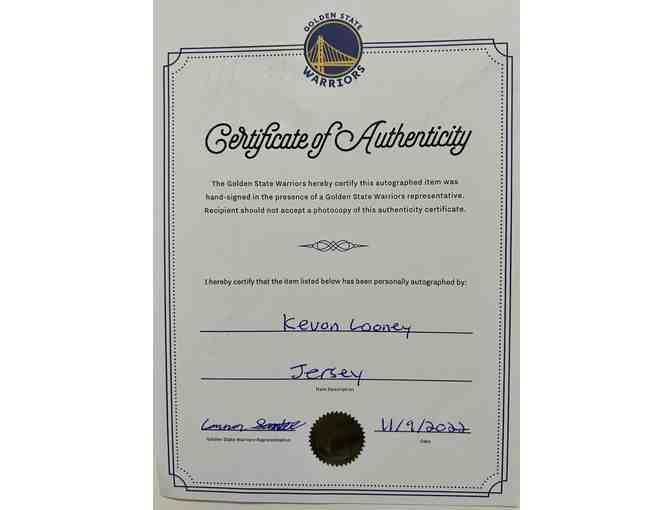 GOLDEN STATE
WARRIORS
Certificate of Authenticity
The Golden State Warriors hereby certify this autographed item was
hand-signed in the presence of a Golden State Warriors representative.
Recipient should not accept a photocopy of this authenticity certificate.
I hereby certify that the item listed below has been personally autographed by:
Kevon Looney
Jersey
Item Description
11/9/2022
Golden State Warriors Representative
Date